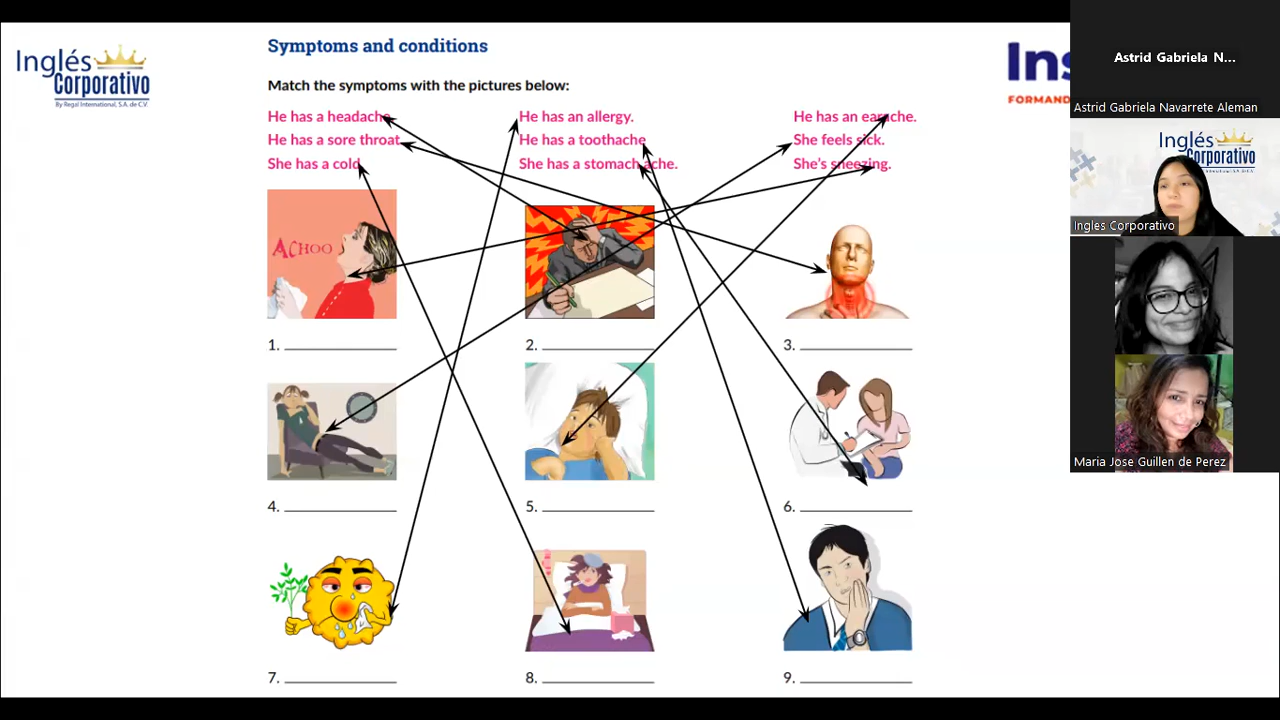 Inglés
Corporativo
By Regal International, S.A. de C.V.
Symptoms and conditions
Match the symptoms with the pictures below:
He has a headache.
He has a sore throat.
She has a cold.
He has an allergy.
He has a toothache
She has a stomach ache.
He has an earache.
She feels sick.
She's sneezing.
ACHOO
1.
2.
3.
4.
5.
6.
7.
8.
9.
Ins
FORMAND
Astrid Gabriela N...
Astrid Gabriela Navarrete Aleman
Inglés
Corporativo
Ingles Corporativo
Maria Jose Guillen de Perez